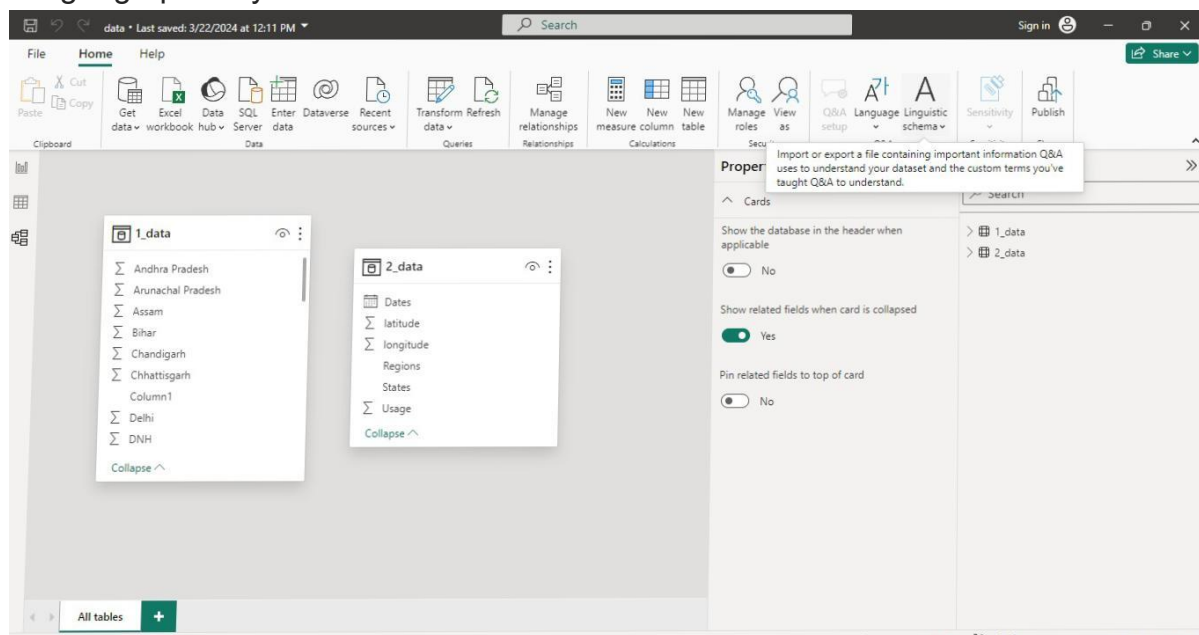 data • Last saved: 3/22/2024 at 12:11 PM
Search
Sign in
File Home Help
Share
Paste
Cut
Copy
Get data
Excel workbook
Data hub
SQL Server
Enter data
Dataverse
Recent sources
Transform data
Refresh
Manage relationships
New measure
New column
New table
Manage roles
View as
Q&A setup
Language
Linguistic schema
Sensitivity
Publish
Clipboard
Data
Queries
Relationships
Calculations
Import or export a file containing important information Q&A
uses to understand your dataset and the custom terms you've
taught Q&A to understand.
Cards
Show the database in the header when
applicable
No
Show related fields when card is collapsed
Yes
Pin related fields to top of card
No
Search
1_data
2_data
1_data
Andhra Pradesh
Arunachal Pradesh
Assam
Bihar
Chandigarh
Chhattisgarh
Column1
Delhi
DNH
Collapse
2_data
Dates
latitude
longitude
Regions
States
Usage
Collapse
All tables